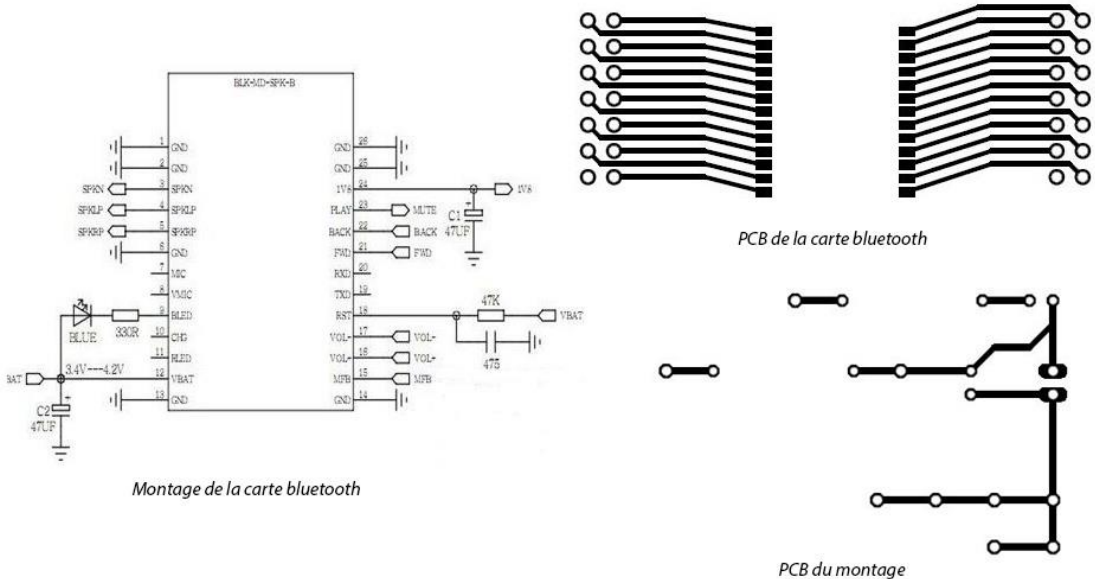 BLK-MD-SPK-B
1 GND
2 GND
SPKN 3 SPKN
SPKLP 4 SPKLP
SPKRP 5 SPKRP
6 GND
7 MIC
8 VMIC
9 BLED
10 CHG
11 RLED
12 VBAT
13 GND
GND 26
GND 25
1V8 24 1V8
PLAY 23 MUTE
BACK 22 BACK
FWD 21 FWD
RXD 20
TXD 19
RST 18
VOL- 17 VOL-
VOL+ 16 VOL+
MFB 15 MFB
GND 14
C1
47UF
47K
VBAT
475
BLUE
330R
3.4V---4.2V
BAT
C2
47UF
Montage de la carte bluetooth
PCB de la carte bluetooth
PCB du montage